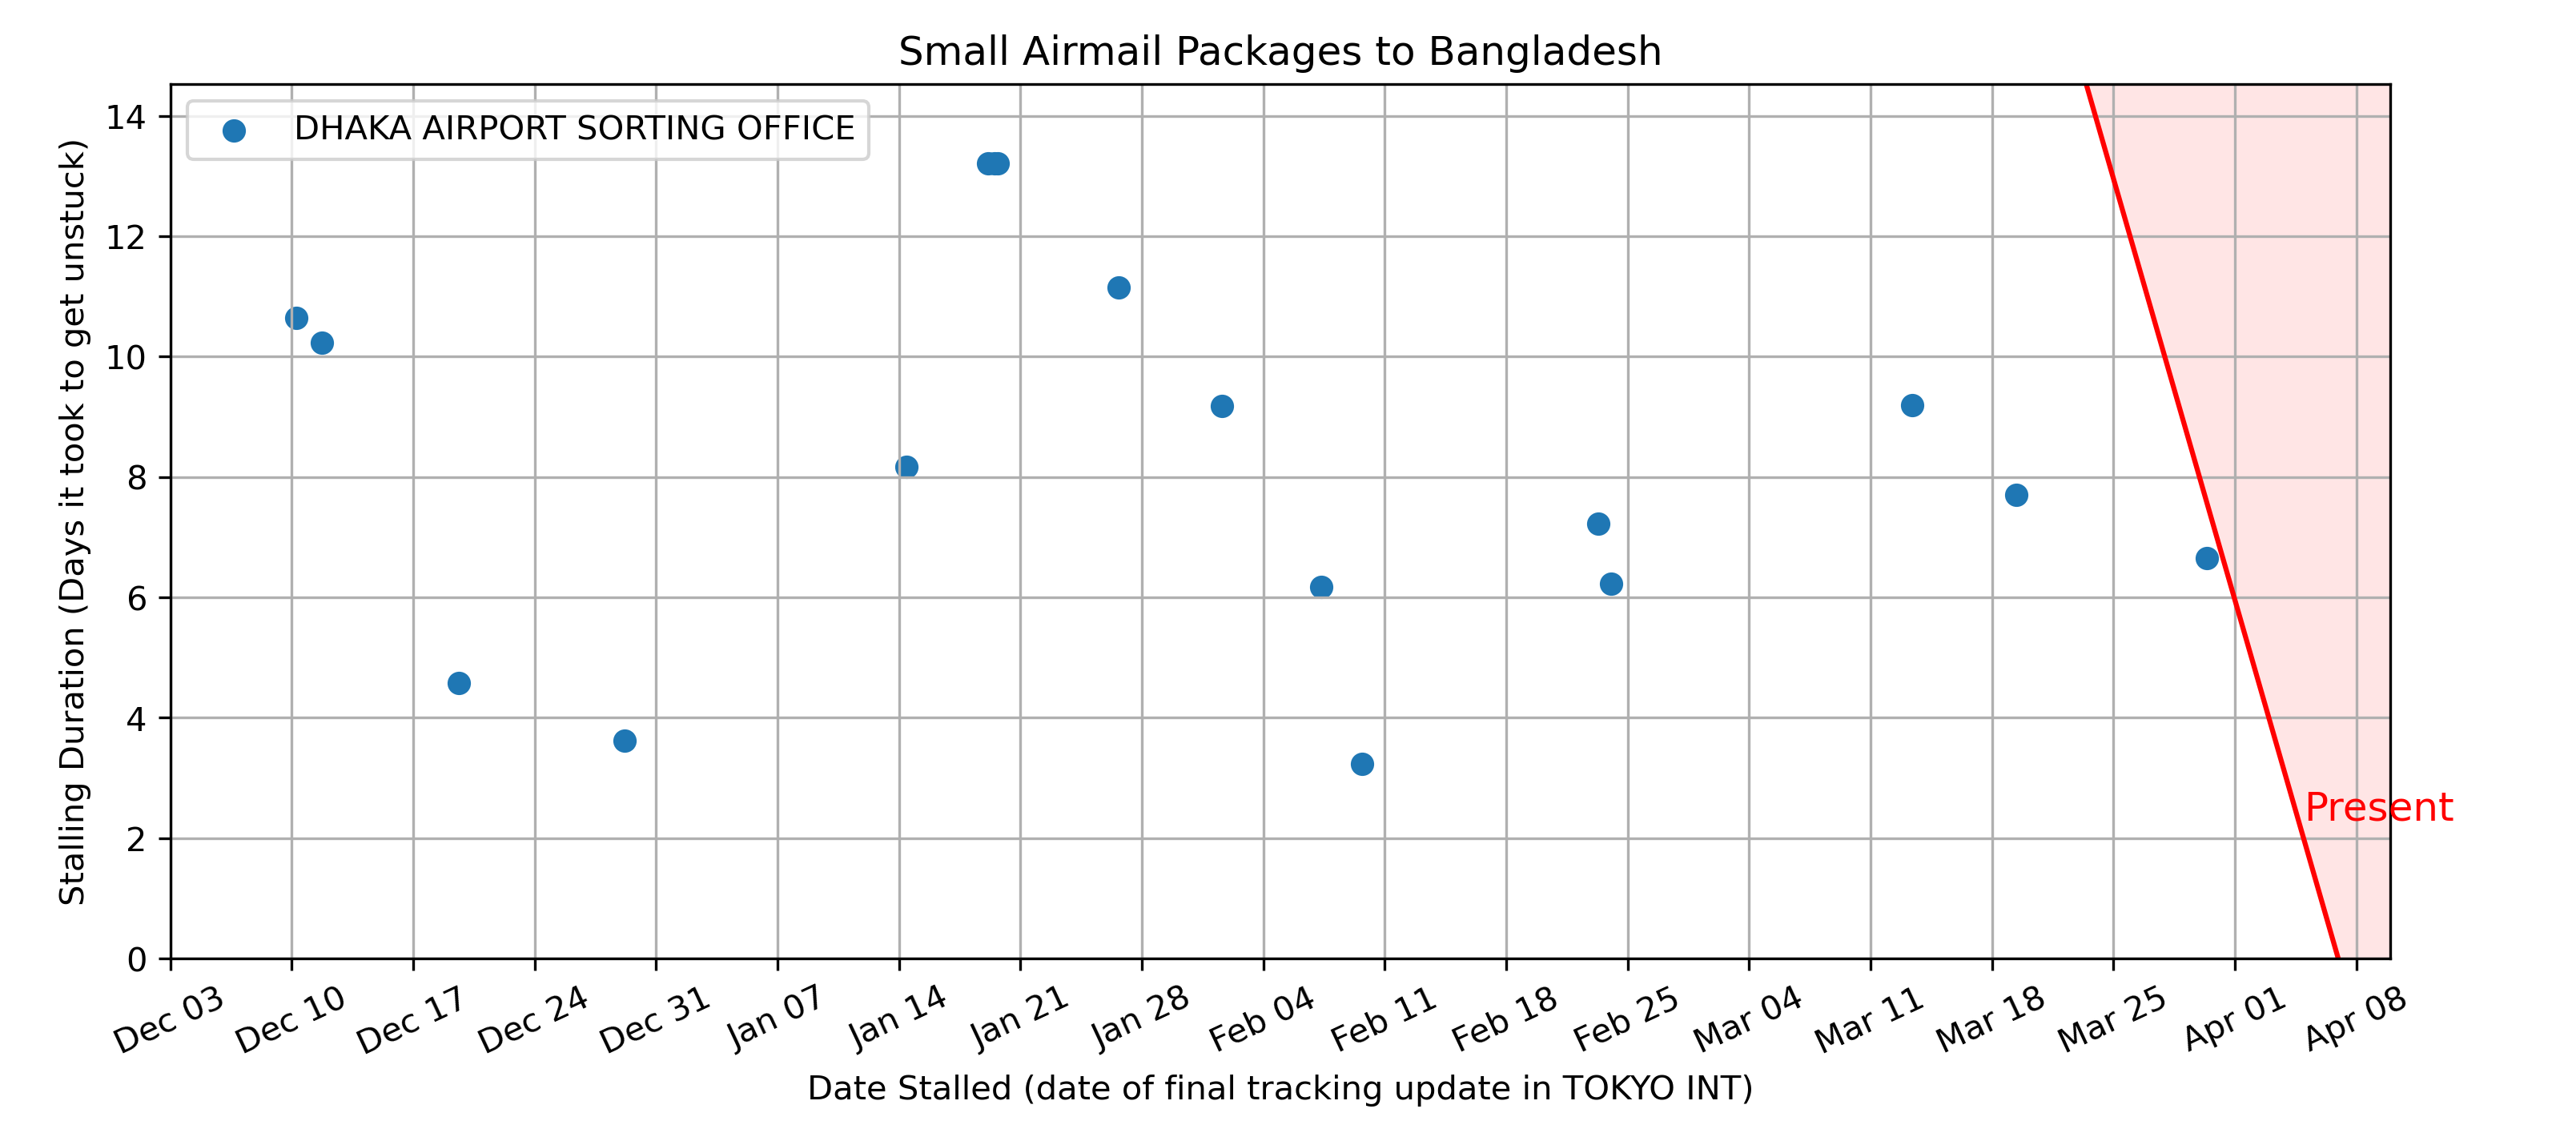 Small Airmail Packages to Bangladesh
DHAKA AIRPORT SORTING OFFICE
Stalling Duration (Days it took to get unstuck)
14
12
10
8
6
4
2
0
Present
Dec 03
Dec 10
Dec 17
Dec 24
Dec 31
Jan 07
Jan 14
Jan 21
Jan 28
Feb 04
Feb 11
Feb 18
Feb 25
Mar 04
Mar 11
Mar 18
Mar 25
Apr 01
Apr 08
Date Stalled (date of final tracking update in TOKYO INT)